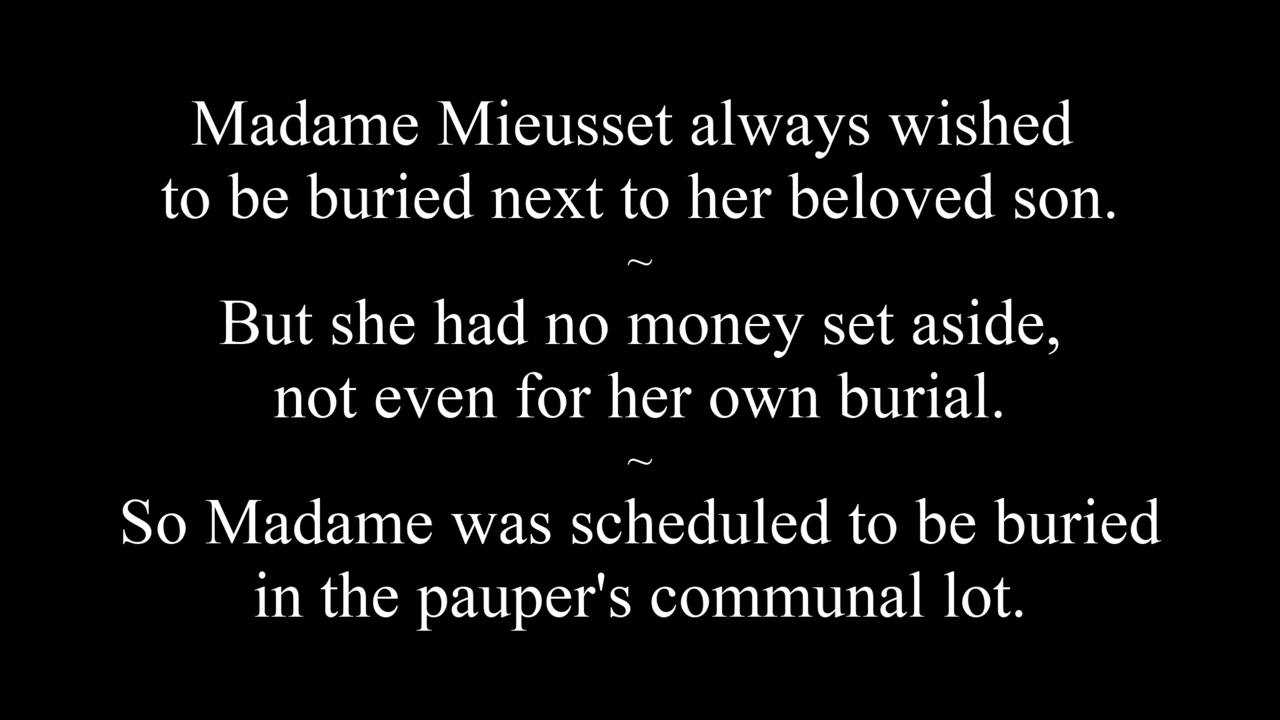 Madame Mieusset always wished
to be buried next to her beloved son.
~
But she had no money set aside,
not even for her own burial.
~
So Madame was scheduled to be buried
in the pauper's communal lot.